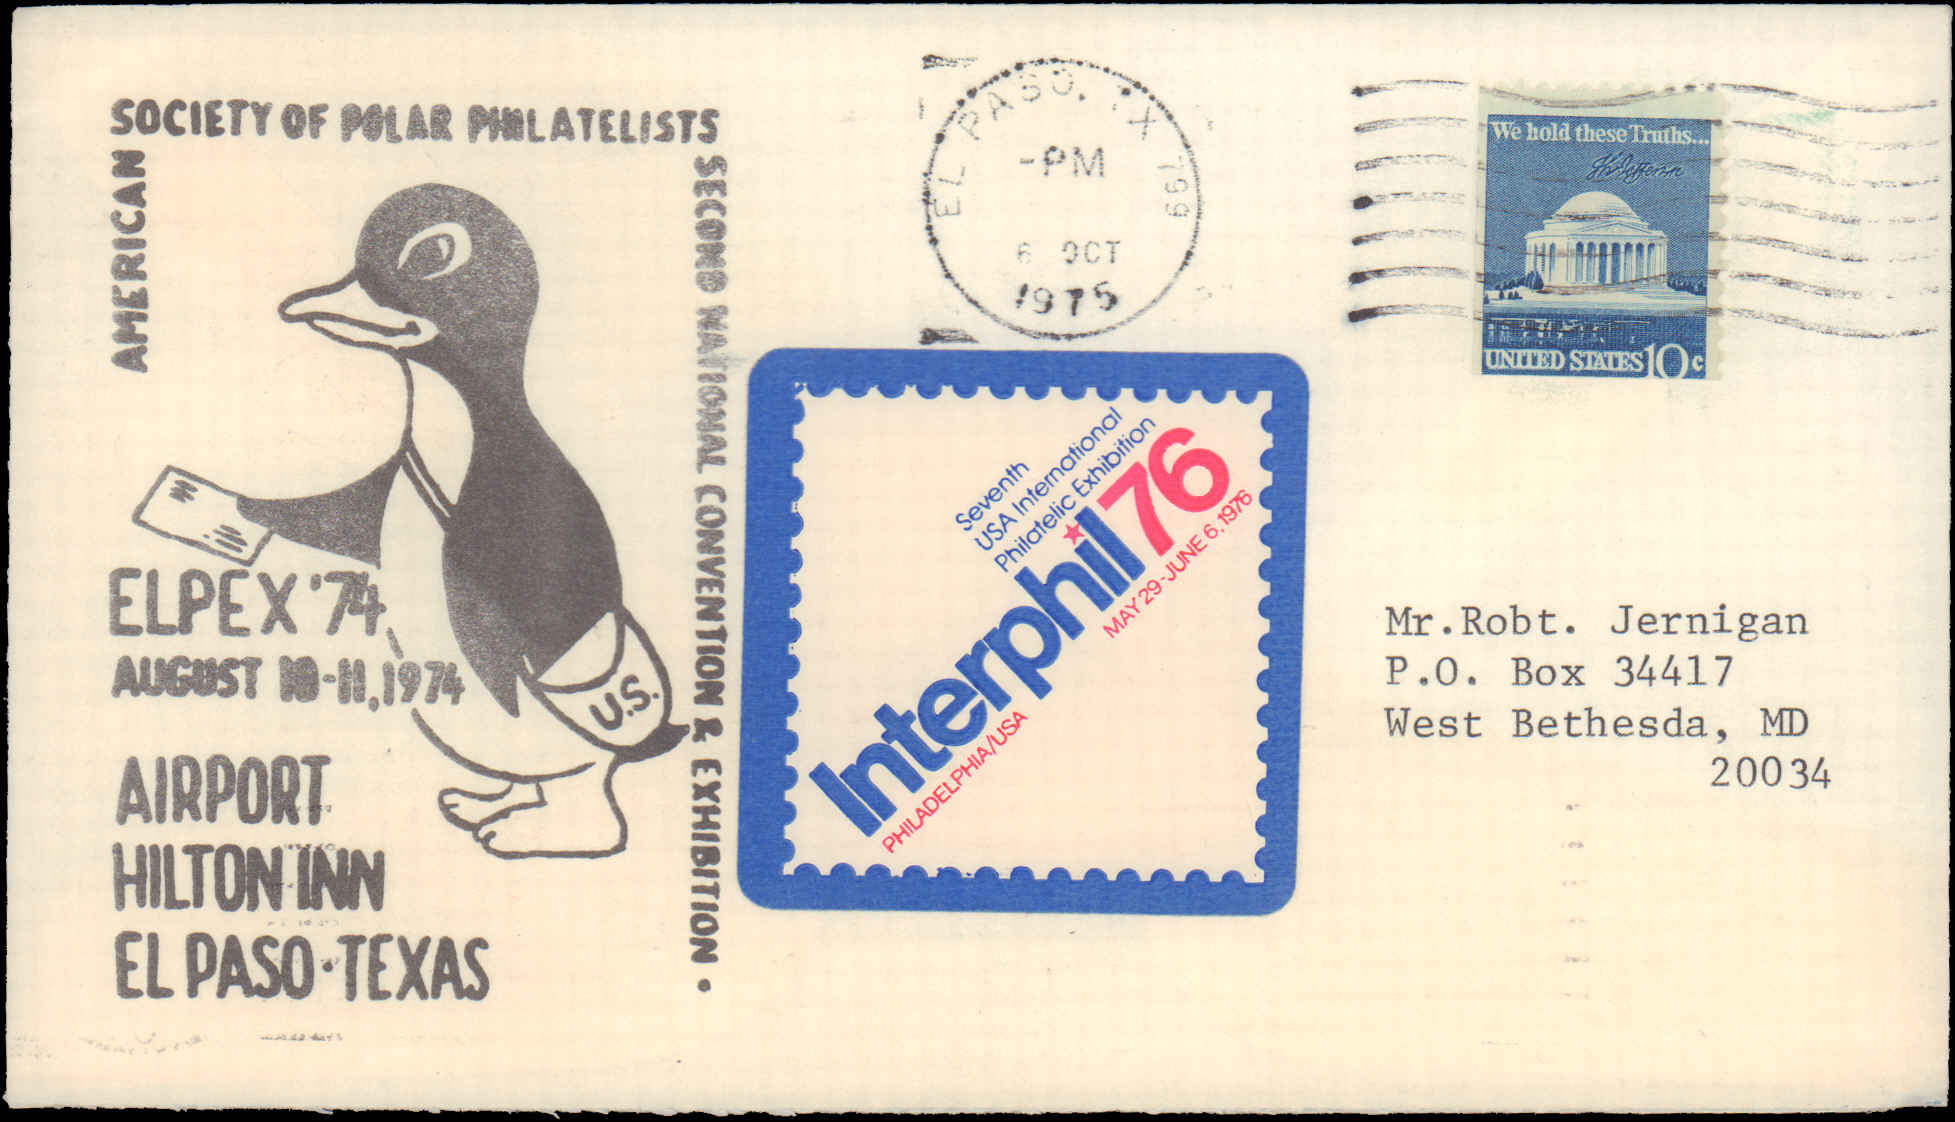 AMERICAN
SOCIETY OF POLAR PHILATELISTS
SECOND NATIONAL CONVENTION & EXHIBITION •
ELPEX '74
AUGUST 10-11, 1974
AIRPORT
HILTON INN
EL PASO • TEXAS
U.S.
EL PASO, TX 799
-PM
6 OCT
1975
We hold these Truths...
Th Jefferson
UNITED STATES 10c
Seventh
USA International
Philatelic Exhibition
Interphil 76
PHILADELPHIA/USA
MAY 29-JUNE 6, 1976
Mr.Robt. Jernigan
P.O. Box 34417
West Bethesda, MD
20034